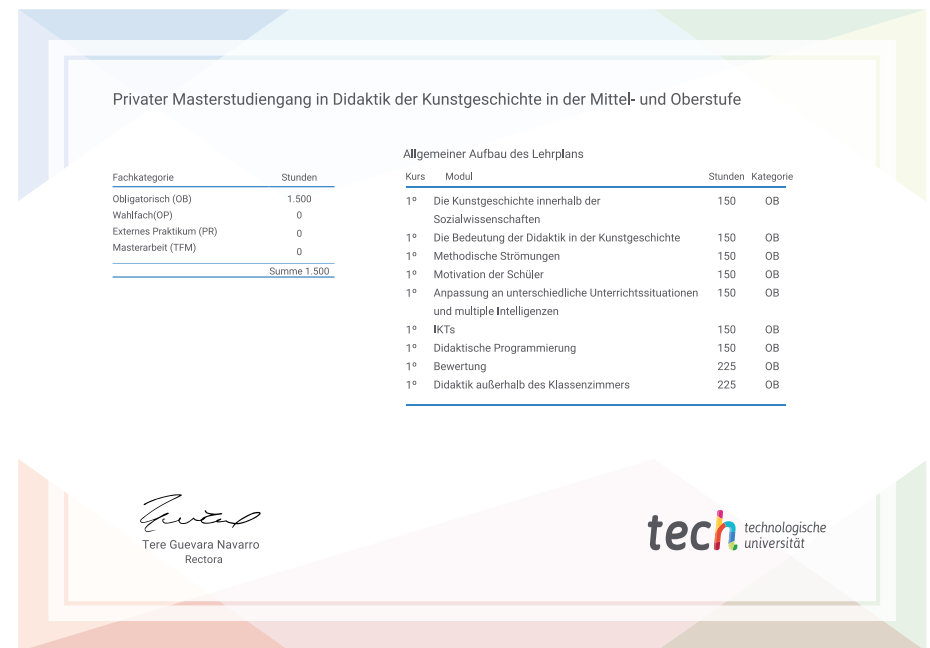 Privater Masterstudiengang in Didaktik der Kunstgeschichte in der Mittel- und Oberstufe
Fachkategorie Stunden
Obligatorisch (OB) 1.500
Wahlfach(OP) 0
Externes Praktikum (PR) 0
Masterarbeit (TFM) 0
Summe 1.500
Allgemeiner Aufbau des Lehrplans
Kurs Modul Stunden Kategorie
1º Die Kunstgeschichte innerhalb der 150 OB
Sozialwissenschaften
1º Die Bedeutung der Didaktik in der Kunstgeschichte 150 OB
1º Methodische Strömungen 150 OB
1º Motivation der Schüler 150 OB
1º Anpassung an unterschiedliche Unterrichtssituationen 150 OB
und multiple Intelligenzen
1º IKTs 150 OB
1º Didaktische Programmierung 150 OB
1º Bewertung 225 OB
1º Didaktik außerhalb des Klassenzimmers 225 OB
Tere Guevara Navarro
Rectora
tech technologische
universität